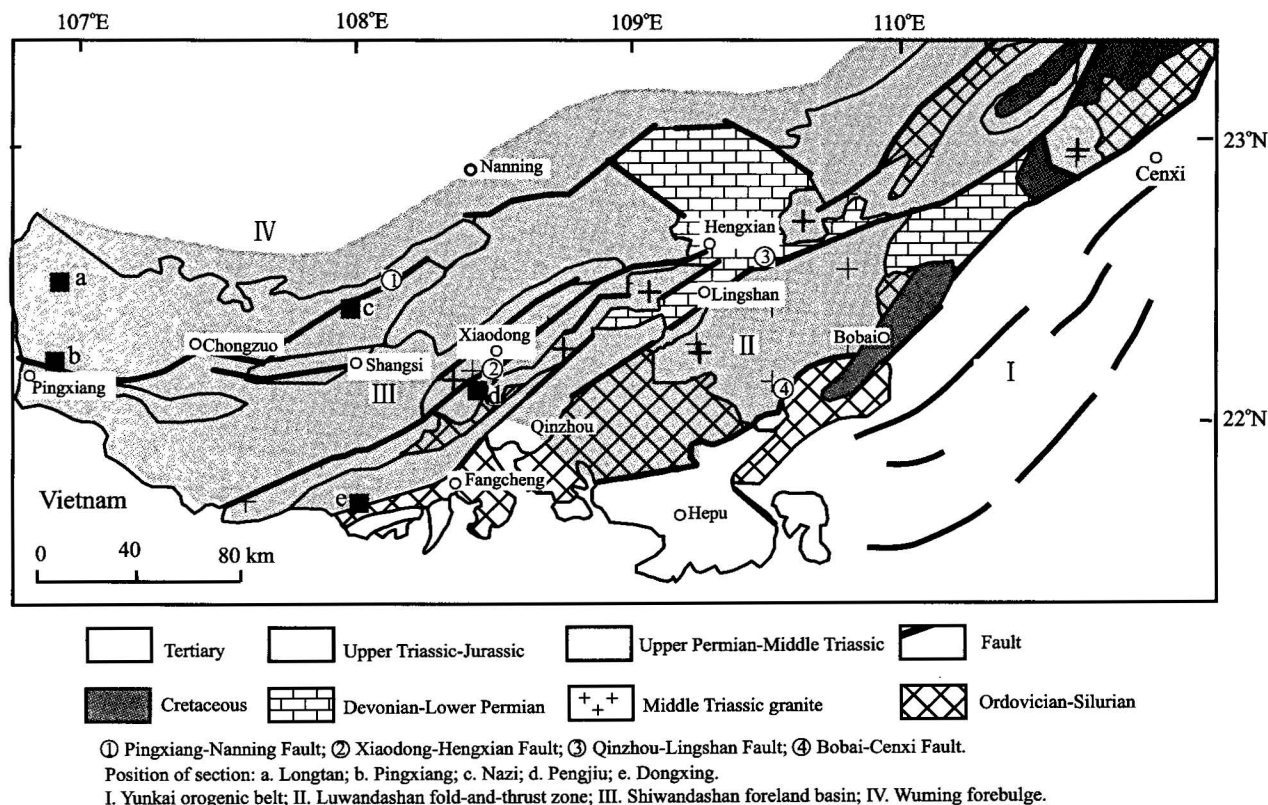 107°E 108°E 109°E 110°E
23°N
Nanning
Cenxi
IV
Hengxian
a
①
③
c
Lingshan
Xiaodong
Chongzuo
b
Shangsi
②
II
Bobai
I
Pingxiang
III
d
④
22°N
Qinzhou
Fangcheng
Vietnam
e
Hepu
0 40 80 km
Tertiary Upper Triassic-Jurassic Upper Permian-Middle Triassic Fault
Cretaceous Devonian-Lower Permian Middle Triassic granite Ordovician-Silurian
① Pingxiang-Nanning Fault; ② Xiaodong-Hengxian Fault; ③ Qinzhou-Lingshan Fault; ④ Bobai-Cenxi Fault.
Position of section: a. Longtan; b. Pingxiang; c. Nazi; d. Pengjiu; e. Dongxing.
I. Yunkai orogenic belt; II. Luwandashan fold-and-thrust zone; III. Shiwandashan foreland basin; IV. Wuming forebulge.